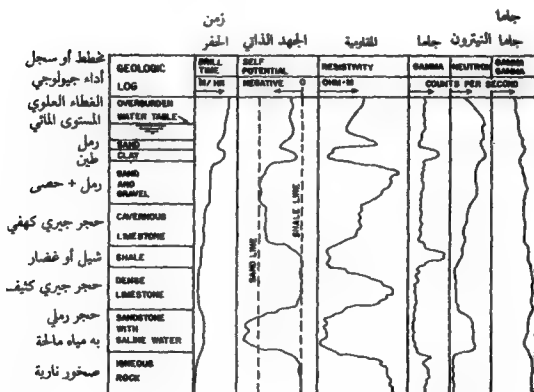 جاما
زمن
الحفر
الجهد الذاتي
المقاومية
جاما
النيترون
جاما
مخطط أو سجل
أداء جيولوجي
GEOLOGIC
LOG
DRILL
TIME
M/HR
SELF
POTENTIAL
NEGATIVE
O
RESISTIVITY
OHM-M
GAMMA
NEUTRON
GAMMA
GAMMA
COUNTS PER SECOND
الغطاء العلوي
OVERBURDEN
المستوى المائي
WATER TABLE
رمل
SAND
طين
CLAY
رمل + حصى
SAND
AND
GRAVEL
حجر جيري كهفي
CAVERNOUS
LIMESTONE
شيل أو غضار
SHALE
حجر جيري كثيف
DENSE
LIMESTONE
حجر رملي
به مياه مالحة
SANDSTONE
WITH
SALINE WATER
صخور نارية
IGNEOUS
ROCK
SAND LINE
SHALE LINE